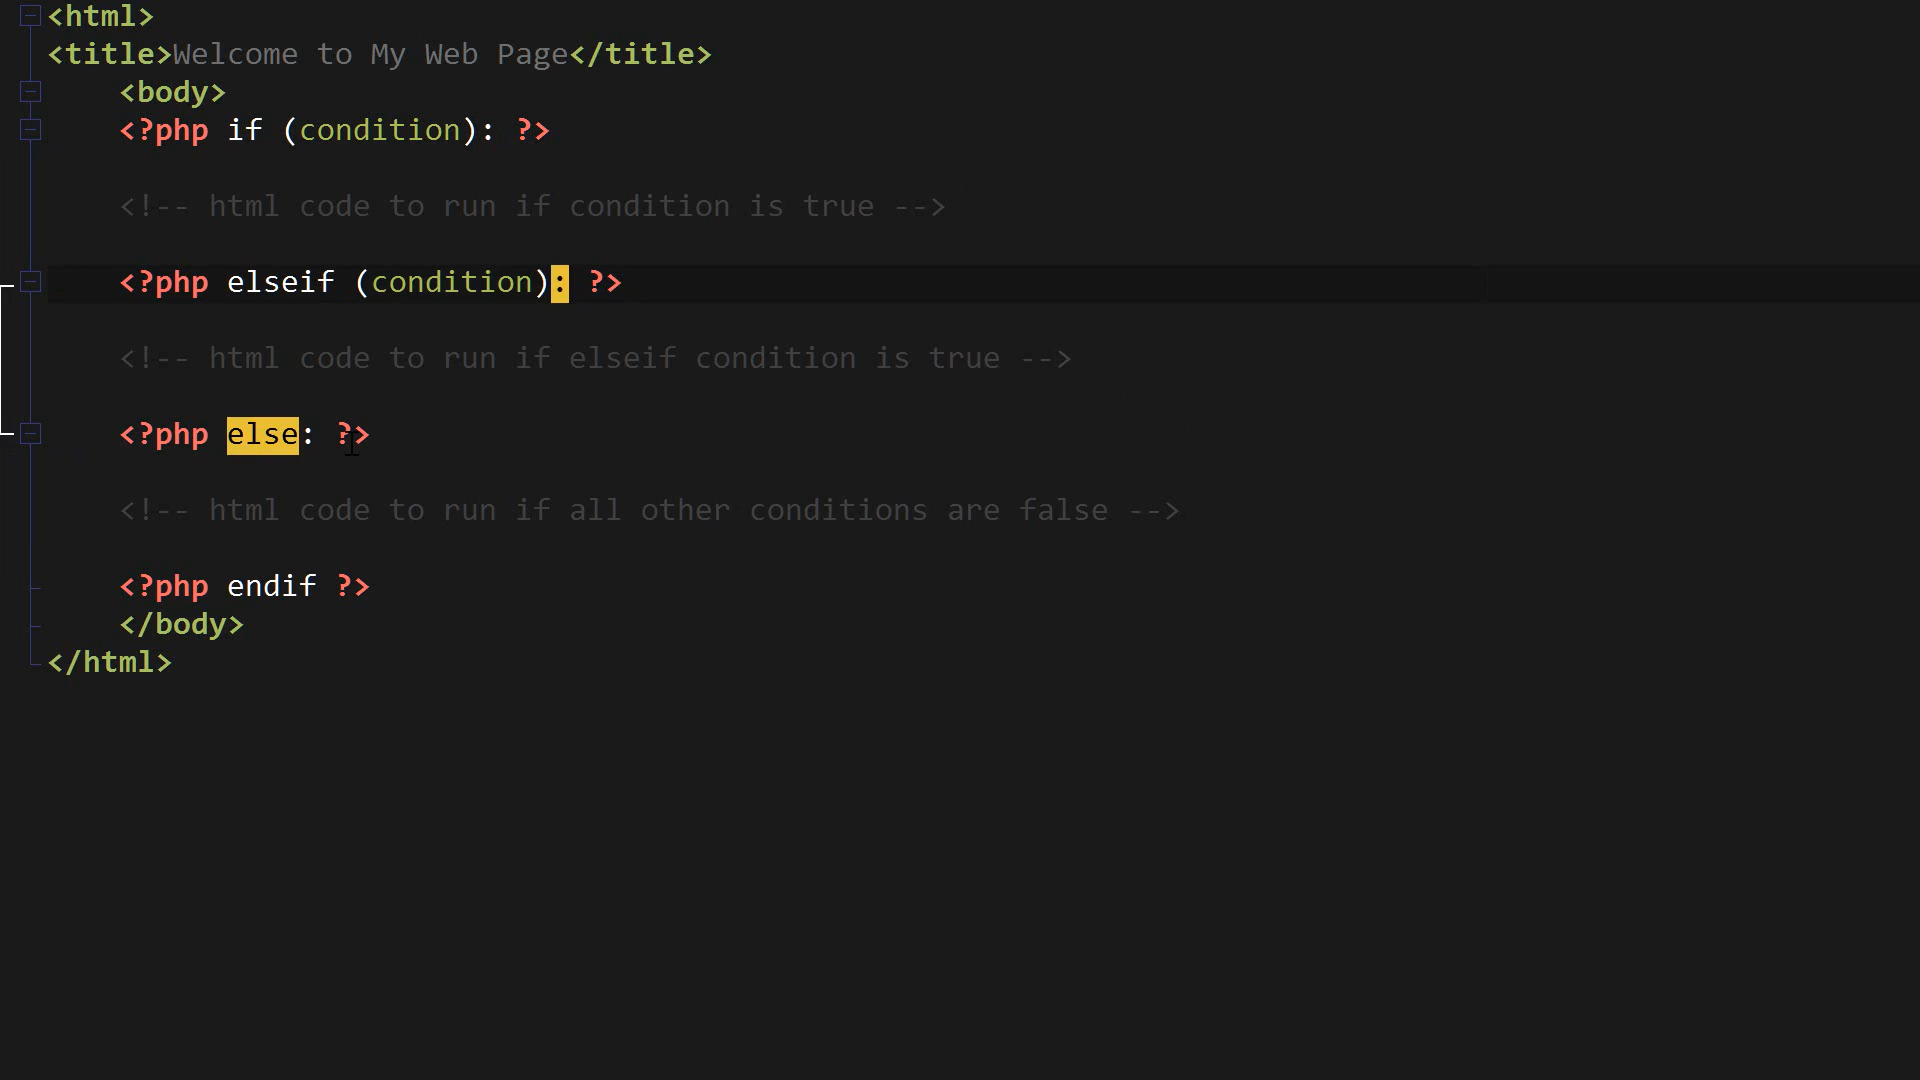 <html>
<title>Welcome to My Web Page</title>
<body>
<?php if (condition): ?>
<!-- html code to run if condition is true -->
<?php elseif (condition): ?>
<!-- html code to run if elseif condition is true -->
<?php else: ?>
<!-- html code to run if all other conditions are false -->
<?php endif ?>
</body>
</html>